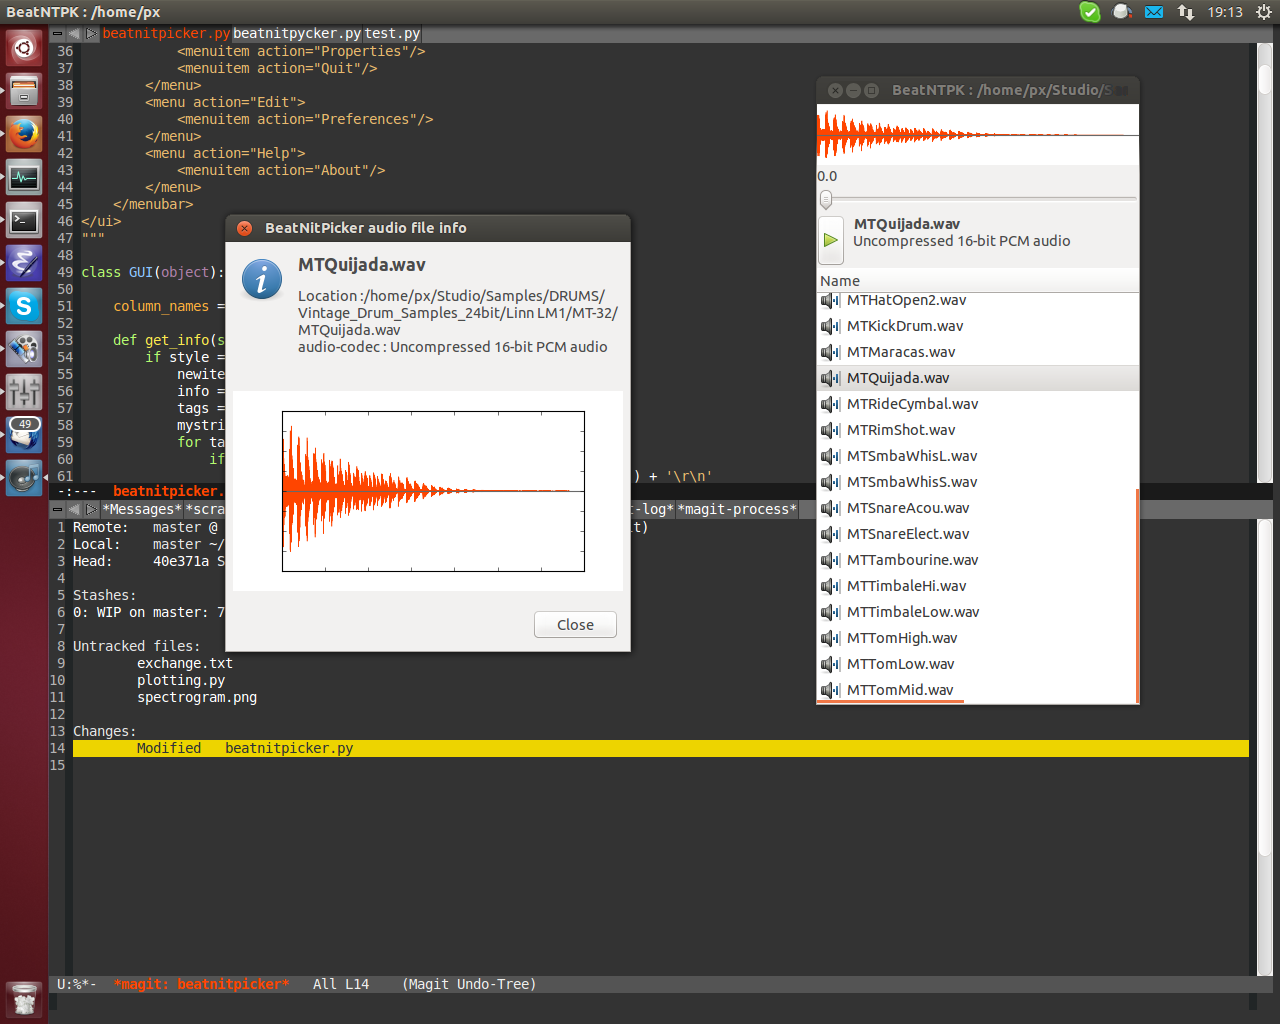 BeatNTPK : /home/px
19:13
beatnitpicker.py beatnitpycker.py test.py
36 <menuitem action="Properties"/>
37 <menuitem action="Quit"/>
38 </menu>
39 <menu action="Edit">
40 <menuitem action="Preferences"/>
41 </menu>
42 <menu action="Help">
43 <menuitem action="About"/>
44 </menu>
45 </menubar>
46 </ui>
47 """
48
49 class GUI(object):
50
51 column_names =
52
53 def get_info(s
54 if style =
55 newite
56 info =
57 tags =
58 mystri
59 for ta
60 if
61 ) + '\r\n'
-:--- beatnitpicker.
49
BeatNitPicker audio file info
MTQuijada.wav
Location :/home/px/Studio/Samples/DRUMS/
Vintage_Drum_Samples_24bit/Linn LM1/MT-32/
MTQuijada.wav
audio-codec : Uncompressed 16-bit PCM audio
Close
BeatNTPK : /home/px/Studio/S
0.0
MTQuijada.wav
Uncompressed 16-bit PCM audio
Name
MTHatOpen2.wav
MTKickDrum.wav
MTMaracas.wav
MTQuijada.wav
MTRideCymbal.wav
MTRimShot.wav
MTSmbaWhisL.wav
MTSmbaWhisS.wav
MTSnareAcou.wav
MTSnareElect.wav
MTTambourine.wav
MTTimbaleHi.wav
MTTimbaleLow.wav
MTTomHigh.wav
MTTomLow.wav
MTTomMid.wav
*Messages* *scra t-log* *magit-process*
1 Remote: master @ t)
2 Local: master ~/
3 Head: 40e371a S
4
5 Stashes:
6 0: WIP on master: 7
7
8 Untracked files:
9 exchange.txt
10 plotting.py
11 spectrogram.png
12
13 Changes:
14 Modified beatnitpicker.py
15
U:%*- *magit: beatnitpicker* All L14 (Magit Undo-Tree)